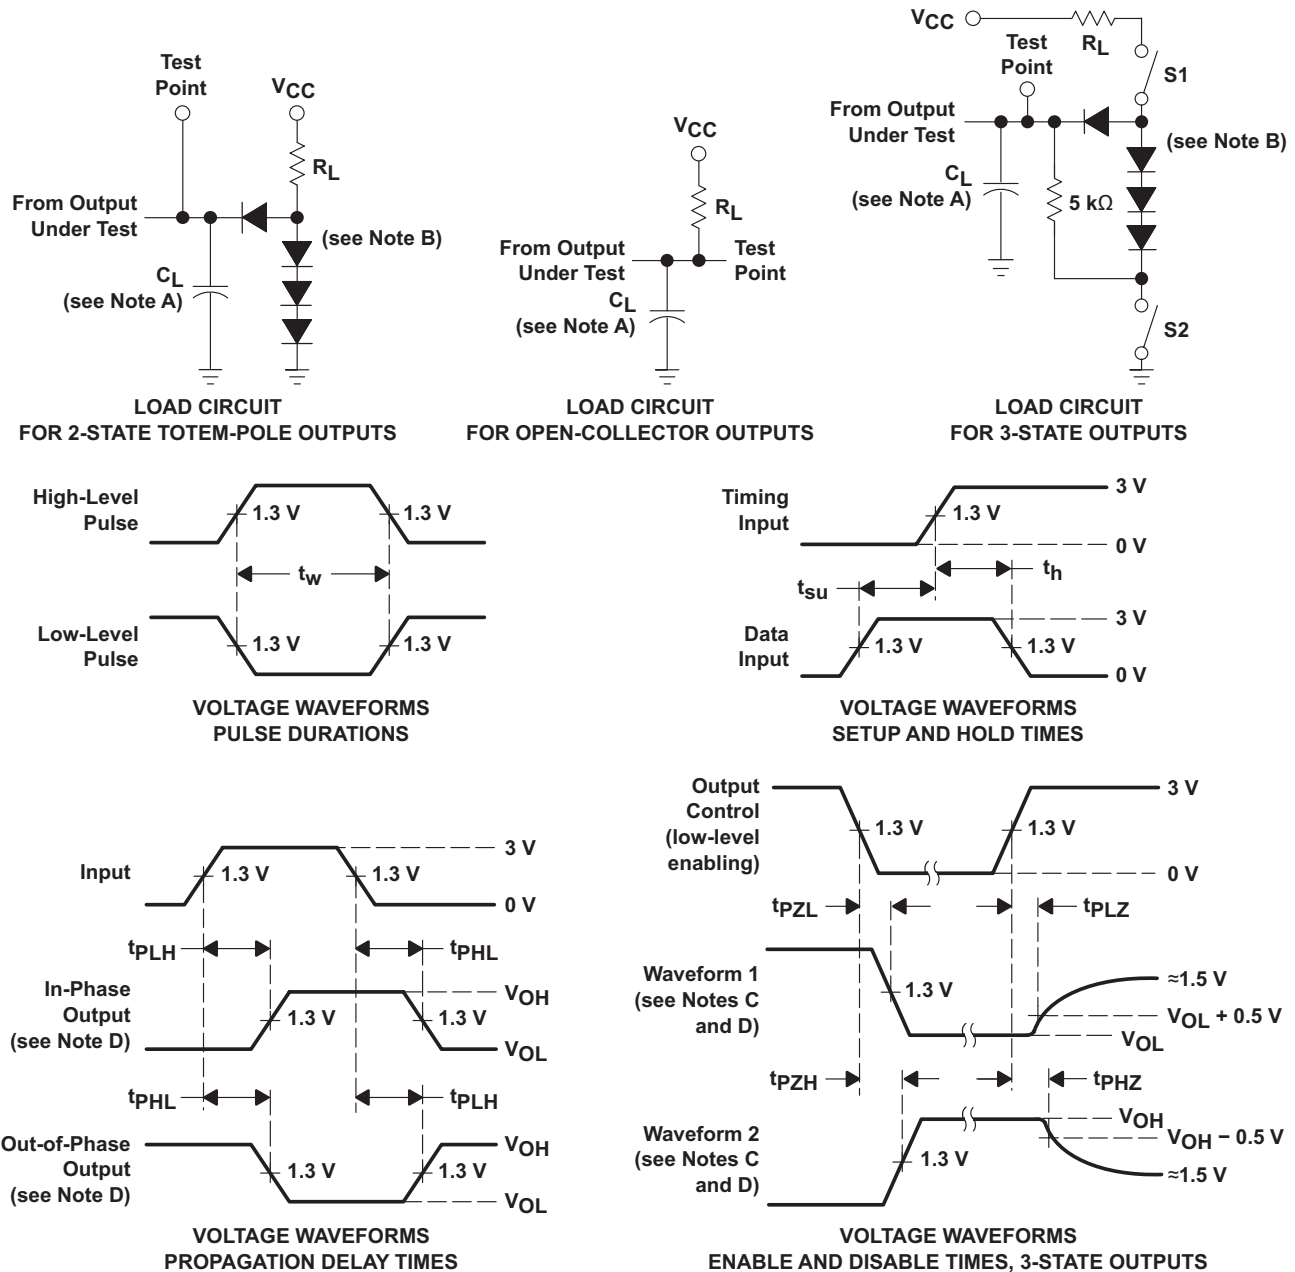 Test
Point
VCC
RL
From Output
Under Test
(see Note B)
CL
(see Note A)
LOAD CIRCUIT
FOR 2-STATE TOTEM-POLE OUTPUTS
VCC
RL
From Output
Under Test
Test
Point
CL
(see Note A)
LOAD CIRCUIT
FOR OPEN-COLLECTOR OUTPUTS
VCC
RL
Test
Point
S1
From Output
Under Test
(see Note B)
CL
(see Note A)
5 kΩ
S2
LOAD CIRCUIT
FOR 3-STATE OUTPUTS
High-Level
Pulse
1.3 V
1.3 V
tw
Low-Level
Pulse
1.3 V
1.3 V
VOLTAGE WAVEFORMS
PULSE DURATIONS
Timing
Input
1.3 V
3 V
0 V
th
tsu
Data
Input
1.3 V
1.3 V
3 V
0 V
VOLTAGE WAVEFORMS
SETUP AND HOLD TIMES
Input
1.3 V
1.3 V
3 V
0 V
tPLH
tPHL
In-Phase
Output
(see Note D)
1.3 V
1.3 V
VOH
VOL
tPHL
tPLH
Out-of-Phase
Output
(see Note D)
1.3 V
1.3 V
VOH
VOL
VOLTAGE WAVEFORMS
PROPAGATION DELAY TIMES
Output
Control
(low-level
enabling)
1.3 V
1.3 V
3 V
0 V
tPZL
tPLZ
Waveform 1
(see Notes C
and D)
1.3 V
≈1.5 V
VOL + 0.5 V
VOL
tPZH
tPHZ
Waveform 2
(see Notes C
and D)
1.3 V
VOH
VOH − 0.5 V
≈1.5 V
VOLTAGE WAVEFORMS
ENABLE AND DISABLE TIMES, 3-STATE OUTPUTS